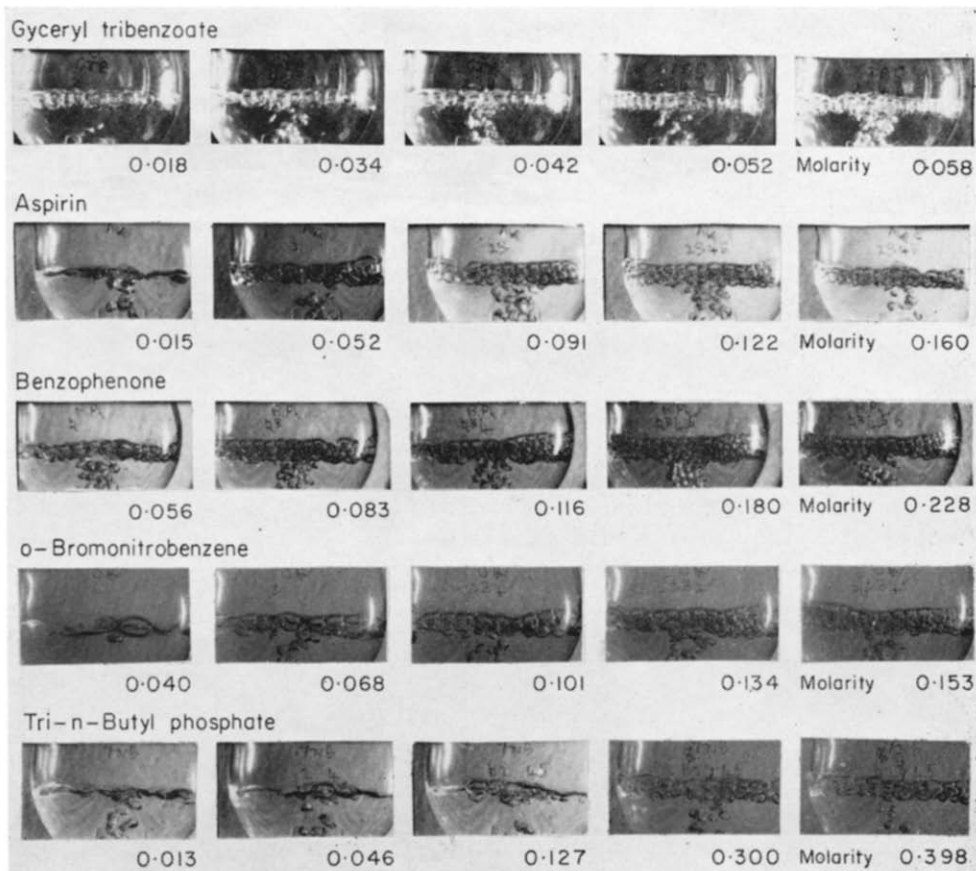 Gyceryl tribenzoate
0·018 0·034 0·042 0·052 Molarity 0·058
Aspirin
0·015 0·052 0·091 0·122 Molarity 0·160
Benzophenone
0·056 0·083 0·116 0·180 Molarity 0·228
o-Bromonitrobenzene
0·040 0·068 0·101 0·134 Molarity 0·153
Tri-n-Butyl phosphate
0·013 0·046 0·127 0·300 Molarity 0·398